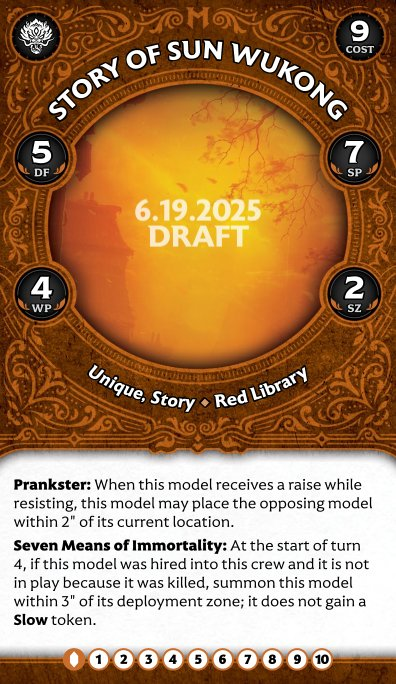 STORY OF SUN WUKONG
9
COST
5
DF
7
SP
6.19.2025
DRAFT
4
WP
2
SZ
Unique, Story ◆ Red Library
Prankster: When this model receives a raise while
resisting, this model may place the opposing model
within 2" of its current location.
Seven Means of Immortality: At the start of turn
4, if this model was hired into this crew and it is not
in play because it was killed, summon this model
within 3" of its deployment zone; it does not gain a
Slow token.
1 2 3 4 5 6 7 8 9 10